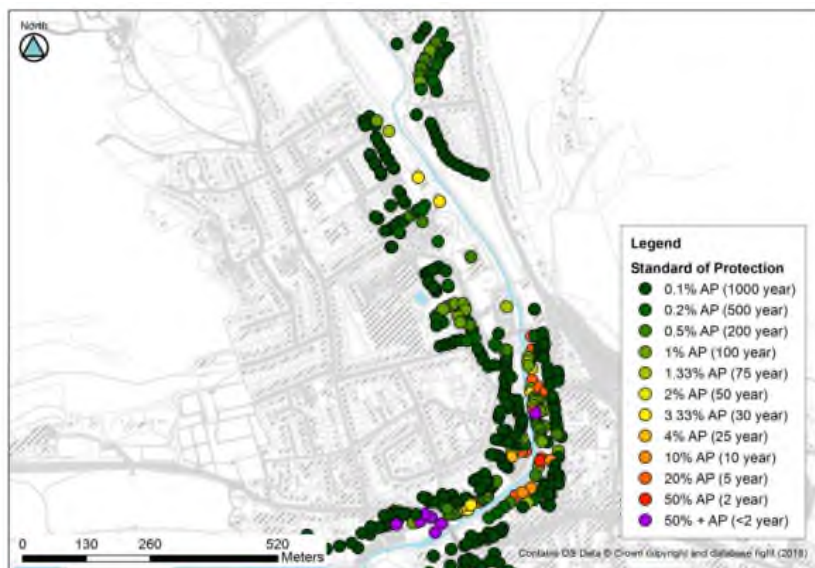 North
Legend
Standard of Protection
0.1% AP (1000 year)
0.2% AP (500 year)
0.5% AP (200 year)
1% AP (100 year)
1.33% AP (75 year)
2% AP (50 year)
3.33% AP (30 year)
4% AP (25 year)
10% AP (10 year)
20% AP (5 year)
50% AP (2 year)
50% + AP (<2 year)
0 130 260 520
Meters
Contains OS Data © Crown copyright and database right (2018)